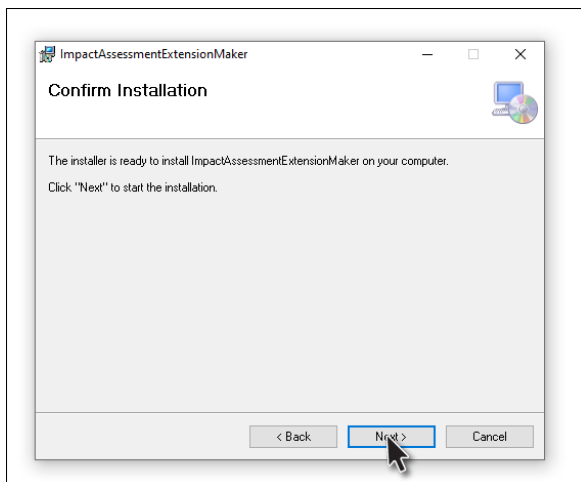 ImpactAssessmentExtensionMaker
Confirm Installation
The installer is ready to install ImpactAssessmentExtensionMaker on your computer.
Click "Next" to start the installation.
< Back
Next >
Cancel